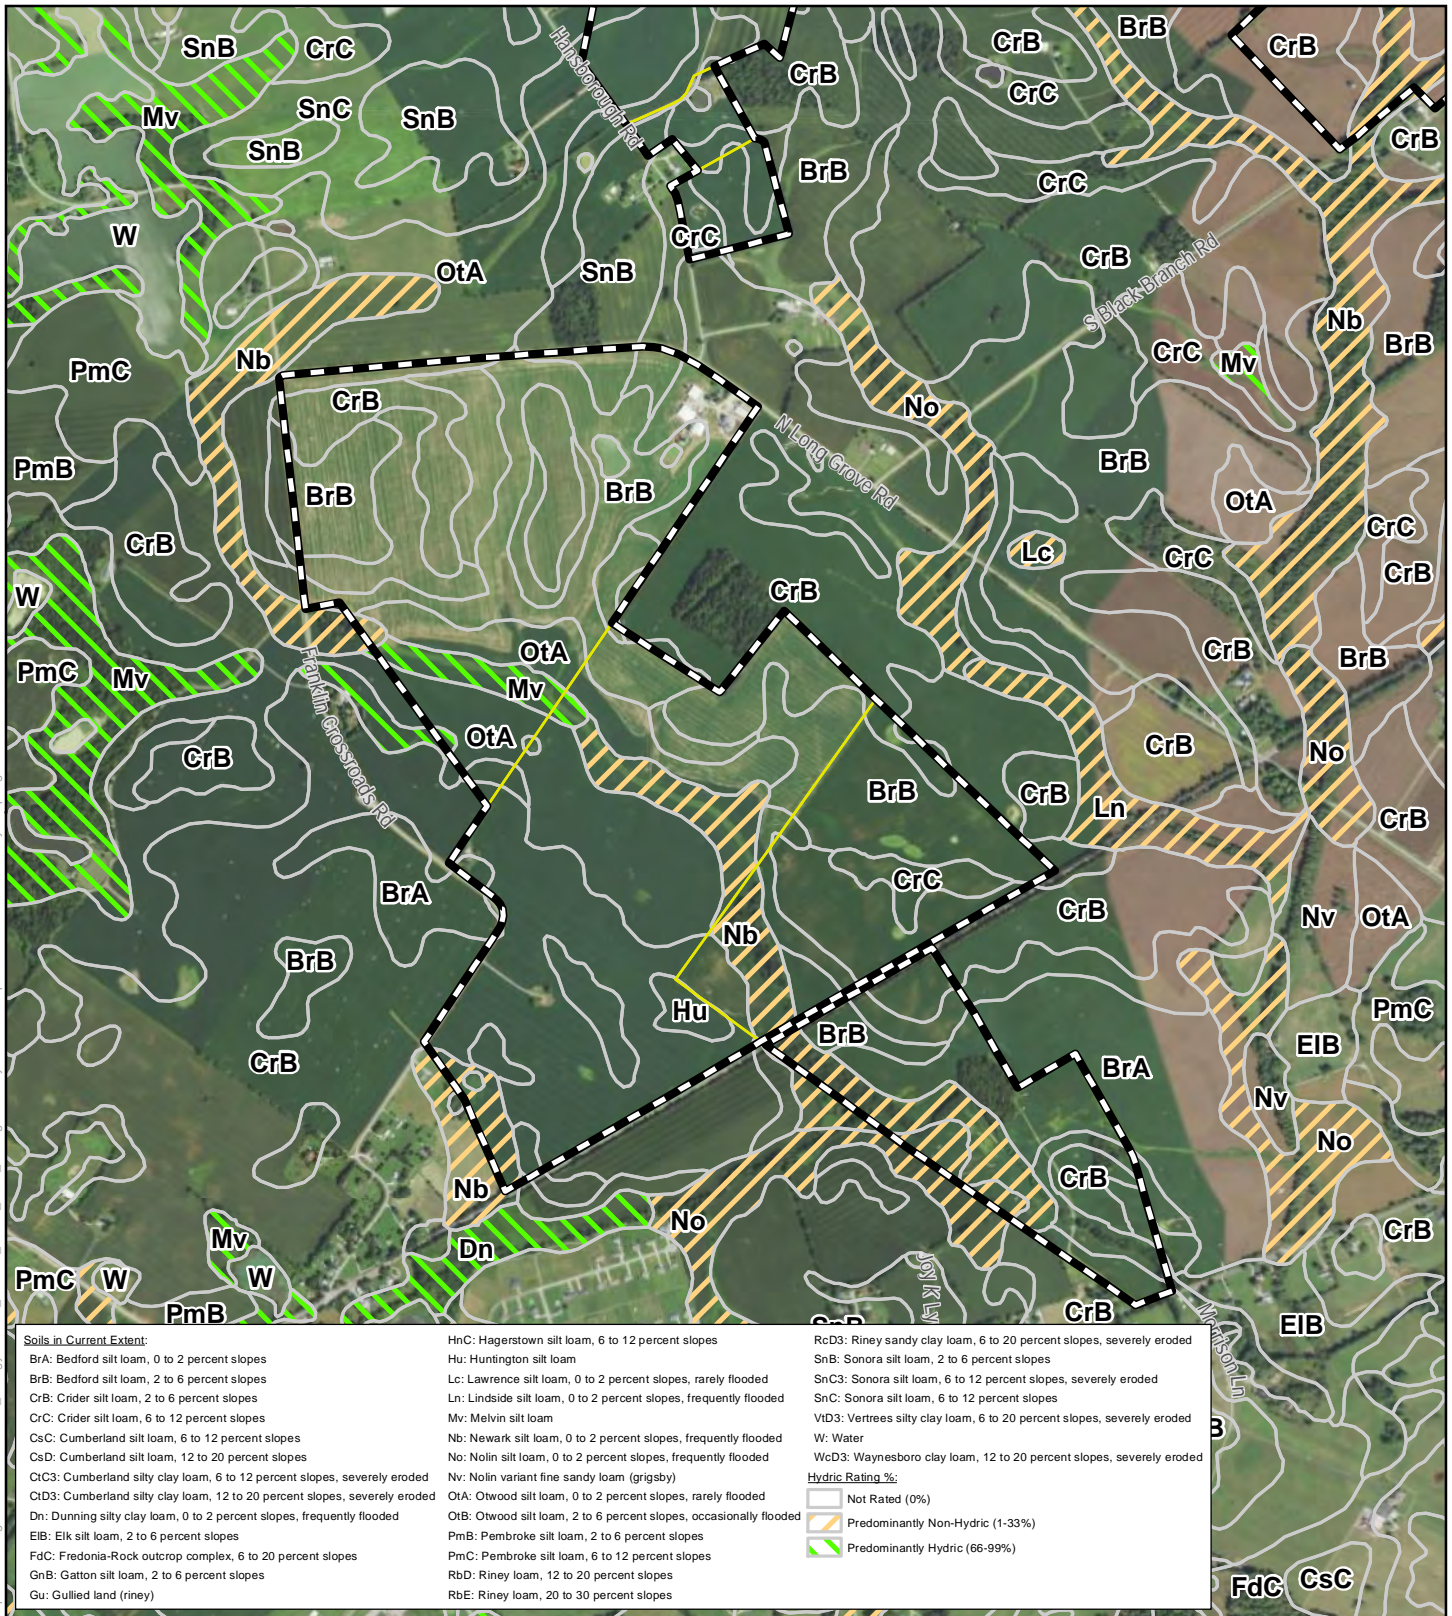 SnB
CrC
Hansborough Rd
CrB
CrC
BrB
CrB
CrB
Mv
SnC
SnB
SnB
CrB
CrB
BrB
CrC
W
CrC
OtA
SnB
CrB
S Black Branch Rd
Nb
BrB
Nb
PmC
CrC
Mv
CrB
No
N Long Grove Rd
PmB
BrB
BrB
BrB
OtA
CrC
CrB
Lc
CrC
CrB
W
CrB
PmC
Mv
OtA
Mv
CrB
BrB
Franklin Crossroads Rd
OtA
CrB
CrB
No
BrB
CrB
Ln
CrB
BrA
CrC
CrB
Nv
OtA
BrB
Nb
Hu
BrB
PmC
CrB
BrA
ElB
Nv
No
CrB
Nb
No
CrB
Dn
Mv
W
PmC
W
PmB
Joy K Ly
CrB
Morrison Ln
ElB
SnB
Soils in Current Extent:
BrA: Bedford silt loam, 0 to 2 percent slopes
BrB: Bedford silt loam, 2 to 6 percent slopes
CrB: Crider silt loam, 2 to 6 percent slopes
CrC: Crider silt loam, 6 to 12 percent slopes
CsC: Cumberland silt loam, 6 to 12 percent slopes
CsD: Cumberland silt loam, 12 to 20 percent slopes
CtC3: Cumberland silty clay loam, 6 to 12 percent slopes, severely eroded
CtD3: Cumberland silty clay loam, 12 to 20 percent slopes, severely eroded
Dn: Dunning silty clay loam, 0 to 2 percent slopes, frequently flooded
ElB: Elk silt loam, 2 to 6 percent slopes
FdC: Fredonia-Rock outcrop complex, 6 to 20 percent slopes
GnB: Gatton silt loam, 2 to 6 percent slopes
Gu: Gullied land (riney)
HnC: Hagerstown silt loam, 6 to 12 percent slopes
Hu: Huntington silt loam
Lc: Lawrence silt loam, 0 to 2 percent slopes, rarely flooded
Ln: Lindside silt loam, 0 to 2 percent slopes, frequently flooded
Mv: Melvin silt loam
Nb: Newark silt loam, 0 to 2 percent slopes, frequently flooded
No: Nolin silt loam, 0 to 2 percent slopes, frequently flooded
Nv: Nolin variant fine sandy loam (grigsby)
OtA: Otwood silt loam, 0 to 2 percent slopes, rarely flooded
OtB: Otwood silt loam, 2 to 6 percent slopes, occasionally flooded
PmB: Pembroke silt loam, 2 to 6 percent slopes
PmC: Pembroke silt loam, 6 to 12 percent slopes
RbD: Riney loam, 12 to 20 percent slopes
RbE: Riney loam, 20 to 30 percent slopes
RcD3: Riney sandy clay loam, 6 to 20 percent slopes, severely eroded
SnB: Sonora silt loam, 2 to 6 percent slopes
SnC3: Sonora silt loam, 6 to 12 percent slopes, severely eroded
SnC: Sonora silt loam, 6 to 12 percent slopes
VtD3: Vertrees silty clay loam, 6 to 20 percent slopes, severely eroded
W: Water
WcD3: Waynesboro clay loam, 12 to 20 percent slopes, severely eroded
Hydric Rating %:
Not Rated (0%)
Predominantly Non-Hydric (1-33%)
Predominantly Hydric (66-99%)
B
FdC
CsC